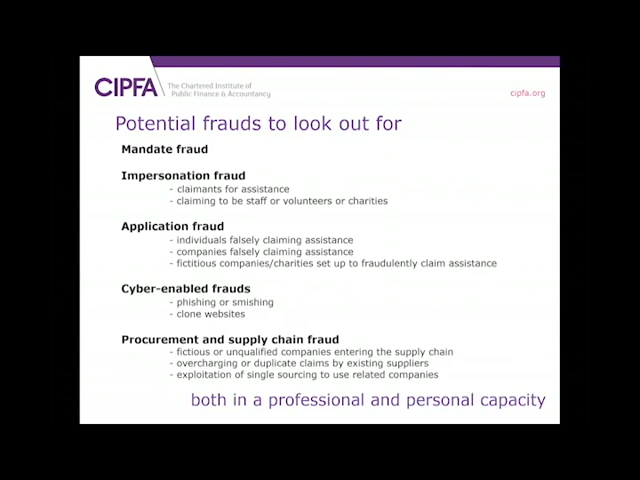 CIPFA
The Chartered Institute of
Public Finance & Accountancy
cipfa.org
Potential frauds to look out for
Mandate fraud
Impersonation fraud
- claimants for assistance
- claiming to be staff or volunteers or charities
Application fraud
- individuals falsely claiming assistance
- companies falsely claiming assistance
- fictitious companies/charities set up to fraudulently claim assistance
Cyber-enabled frauds
- phishing or smishing
- clone websites
Procurement and supply chain fraud
- fictious or unqualified companies entering the supply chain
- overcharging or duplicate claims by existing suppliers
- exploitation of single sourcing to use related companies
both in a professional and personal capacity